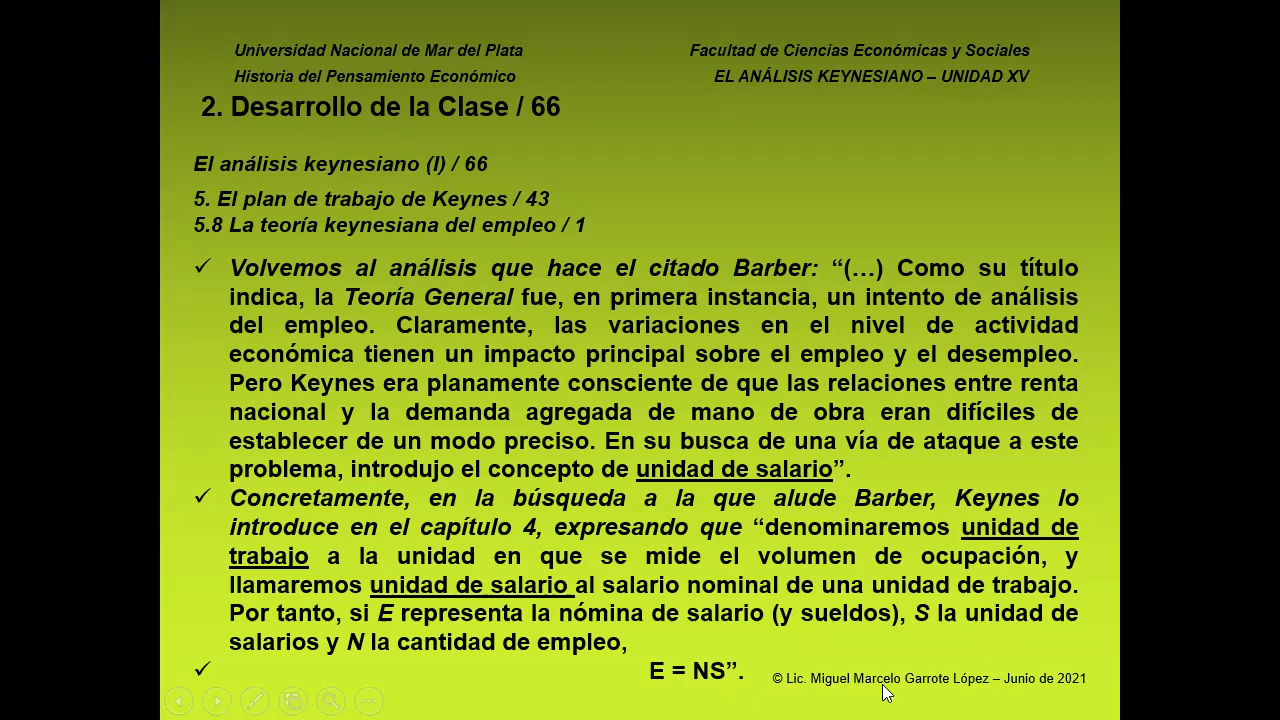 Universidad Nacional de Mar del Plata
Facultad de Ciencias Económicas y Sociales
Historia del Pensamiento Económico
EL ANÁLISIS KEYNESIANO – UNIDAD XV
2. Desarrollo de la Clase / 66
El análisis keynesiano (I) / 66
5. El plan de trabajo de Keynes / 43
5.8 La teoría keynesiana del empleo / 1
✓ Volvemos al análisis que hace el citado Barber: “(…) Como su título
indica, la Teoría General fue, en primera instancia, un intento de análisis
del empleo. Claramente, las variaciones en el nivel de actividad
económica tienen un impacto principal sobre el empleo y el desempleo.
Pero Keynes era planamente consciente de que las relaciones entre renta
nacional y la demanda agregada de mano de obra eran difíciles de
establecer de un modo preciso. En su busca de una vía de ataque a este
problema, introdujo el concepto de unidad de salario”.
✓ Concretamente, en la búsqueda a la que alude Barber, Keynes lo
introduce en el capítulo 4, expresando que “denominaremos unidad de
trabajo a la unidad en que se mide el volumen de ocupación, y
llamaremos unidad de salario al salario nominal de una unidad de trabajo.
Por tanto, si E representa la nómina de salario (y sueldos), S la unidad de
salarios y N la cantidad de empleo,
✓ E = NS”.
© Lic. Miguel Marcelo Garrote López – Junio de 2021